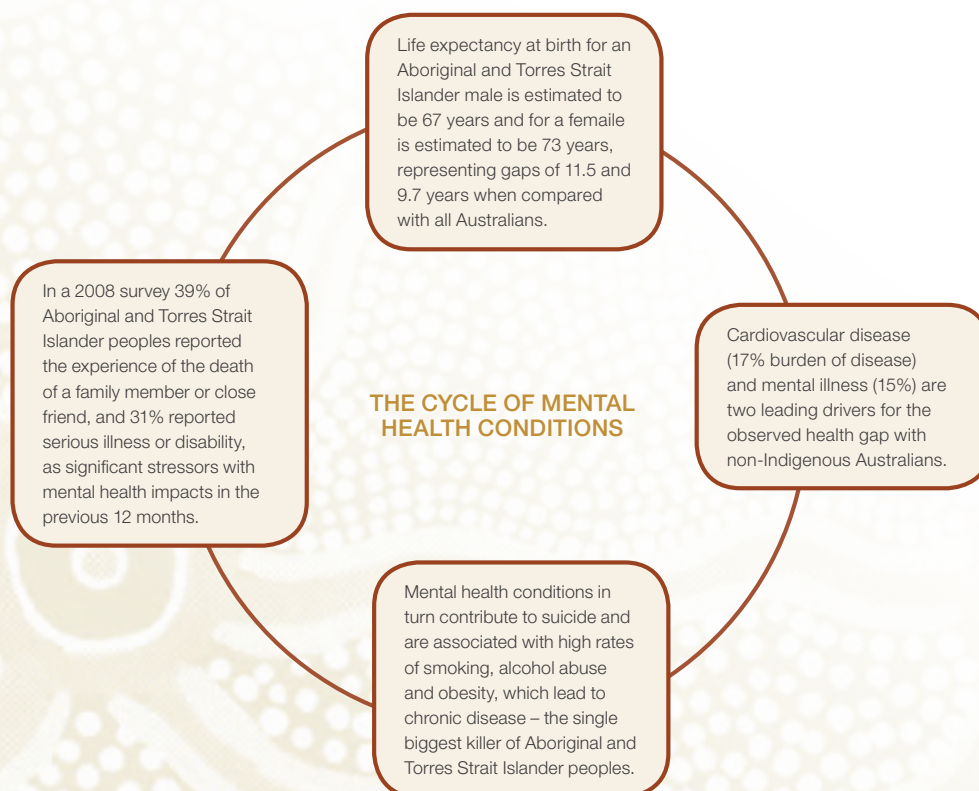 Life expectancy at birth for an
Aboriginal and Torres Strait
Islander male is estimated to
be 67 years and for a femaile
is estimated to be 73 years,
representing gaps of 11.5 and
9.7 years when compared
with all Australians.
Cardiovascular disease
(17% burden of disease)
and mental illness (15%) are
two leading drivers for the
observed health gap with
non-Indigenous Australians.
Mental health conditions in
turn contribute to suicide and
are associated with high rates
of smoking, alcohol abuse
and obesity, which lead to
chronic disease – the single
biggest killer of Aboriginal and
Torres Strait Islander peoples.
In a 2008 survey 39% of
Aboriginal and Torres Strait
Islander peoples reported
the experience of the death
of a family member or close
friend, and 31% reported
serious illness or disability,
as significant stressors with
mental health impacts in the
previous 12 months.
THE CYCLE OF MENTAL
HEALTH CONDITIONS